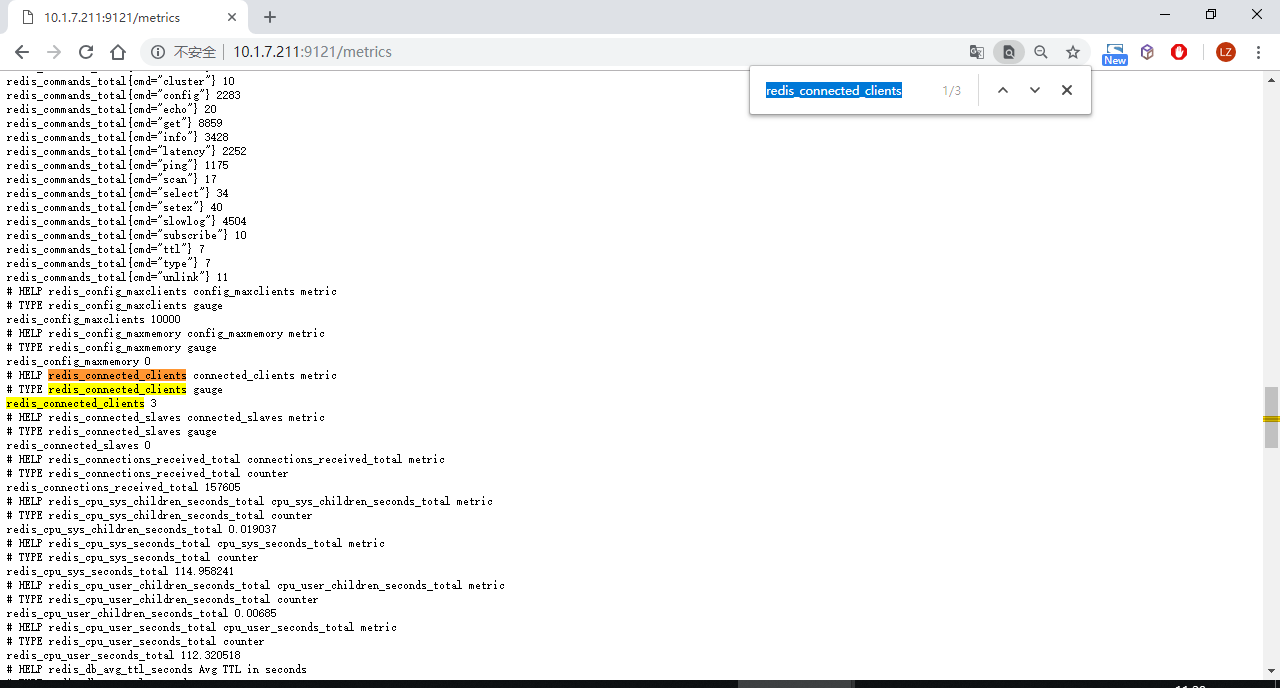 10.1.7.211:9121/metrics
不安全 10.1.7.211:9121/metrics
New
LZ
redis_connected_clients 1/3
redis_commands_total{cmd="cluster"} 10
redis_commands_total{cmd="config"} 2283
redis_commands_total{cmd="echo"} 20
redis_commands_total{cmd="get"} 8859
redis_commands_total{cmd="info"} 3428
redis_commands_total{cmd="latency"} 2252
redis_commands_total{cmd="ping"} 1175
redis_commands_total{cmd="scan"} 17
redis_commands_total{cmd="select"} 34
redis_commands_total{cmd="setex"} 40
redis_commands_total{cmd="slowlog"} 4504
redis_commands_total{cmd="subscribe"} 10
redis_commands_total{cmd="ttl"} 7
redis_commands_total{cmd="type"} 7
redis_commands_total{cmd="unlink"} 11
# HELP redis_config_maxclients config_maxclients metric
# TYPE redis_config_maxclients gauge
redis_config_maxclients 10000
# HELP redis_config_maxmemory config_maxmemory metric
# TYPE redis_config_maxmemory gauge
redis_config_maxmemory 0
# HELP redis_connected_clients connected_clients metric
# TYPE redis_connected_clients gauge
redis_connected_clients 3
# HELP redis_connected_slaves connected_slaves metric
# TYPE redis_connected_slaves gauge
redis_connected_slaves 0
# HELP redis_connections_received_total connections_received_total metric
# TYPE redis_connections_received_total counter
redis_connections_received_total 157605
# HELP redis_cpu_sys_children_seconds_total cpu_sys_children_seconds_total metric
# TYPE redis_cpu_sys_children_seconds_total counter
redis_cpu_sys_children_seconds_total 0.019037
# HELP redis_cpu_sys_seconds_total cpu_sys_seconds_total metric
# TYPE redis_cpu_sys_seconds_total counter
redis_cpu_sys_seconds_total 114.958241
# HELP redis_cpu_user_children_seconds_total cpu_user_children_seconds_total metric
# TYPE redis_cpu_user_children_seconds_total counter
redis_cpu_user_children_seconds_total 0.00685
# HELP redis_cpu_user_seconds_total cpu_user_seconds_total metric
# TYPE redis_cpu_user_seconds_total counter
redis_cpu_user_seconds_total 112.320518
# HELP redis_db_avg_ttl_seconds Avg TTL in seconds